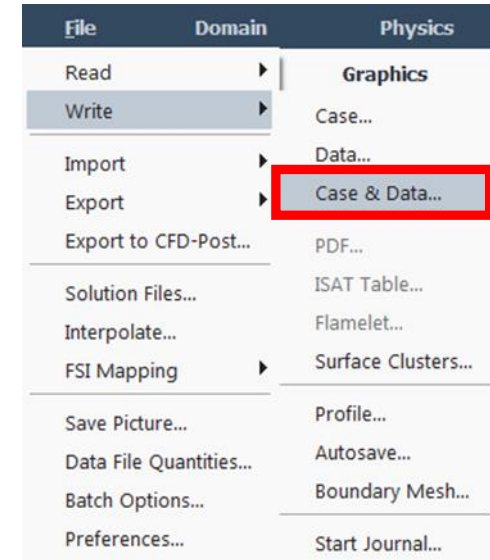 File Domain Physics
Read
Write
Import
Export
Export to CFD-Post...
Solution Files...
Interpolate...
FSI Mapping
Save Picture...
Data File Quantities...
Batch Options...
Preferences...
Graphics
Case...
Data...
Case & Data...
PDF...
ISAT Table...
Flamelet...
Surface Clusters...
Profile...
Autosave...
Boundary Mesh...
Start Journal...